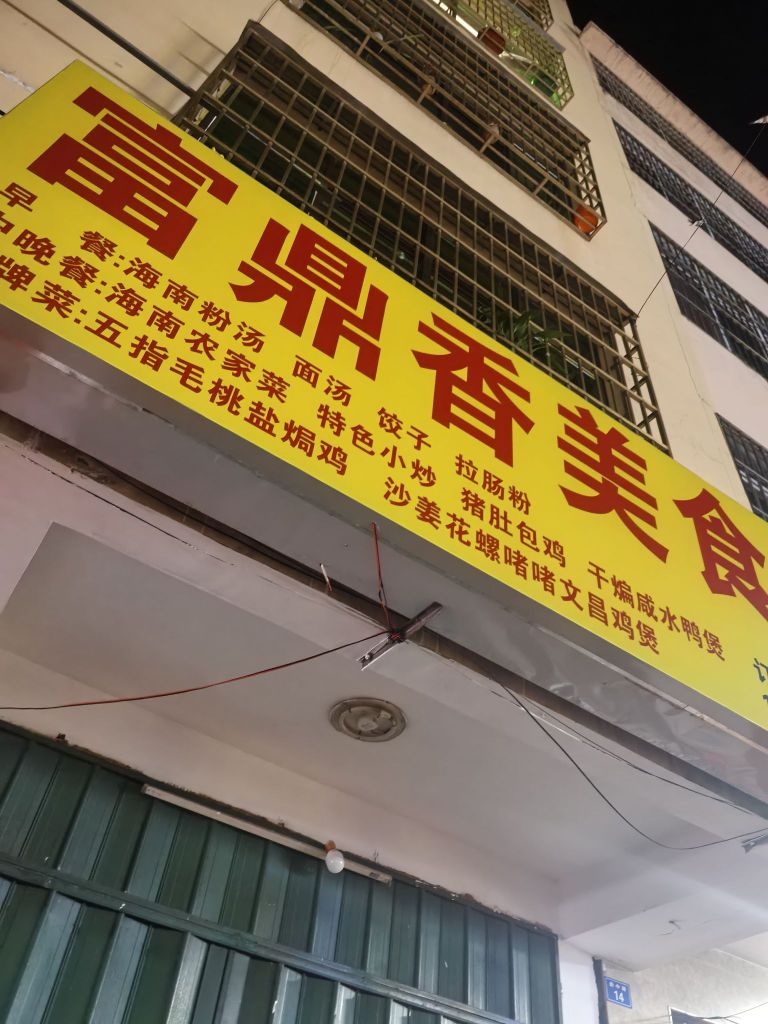 富鼎香美食
早餐:海南粉汤 面汤 饺子 拉肠粉
中晚餐:海南农家菜 特色小炒 猪肚包鸡 干煸咸水鸭煲
牌菜:五指毛桃盐焗鸡 沙姜花螺啫啫文昌鸡煲
订
14